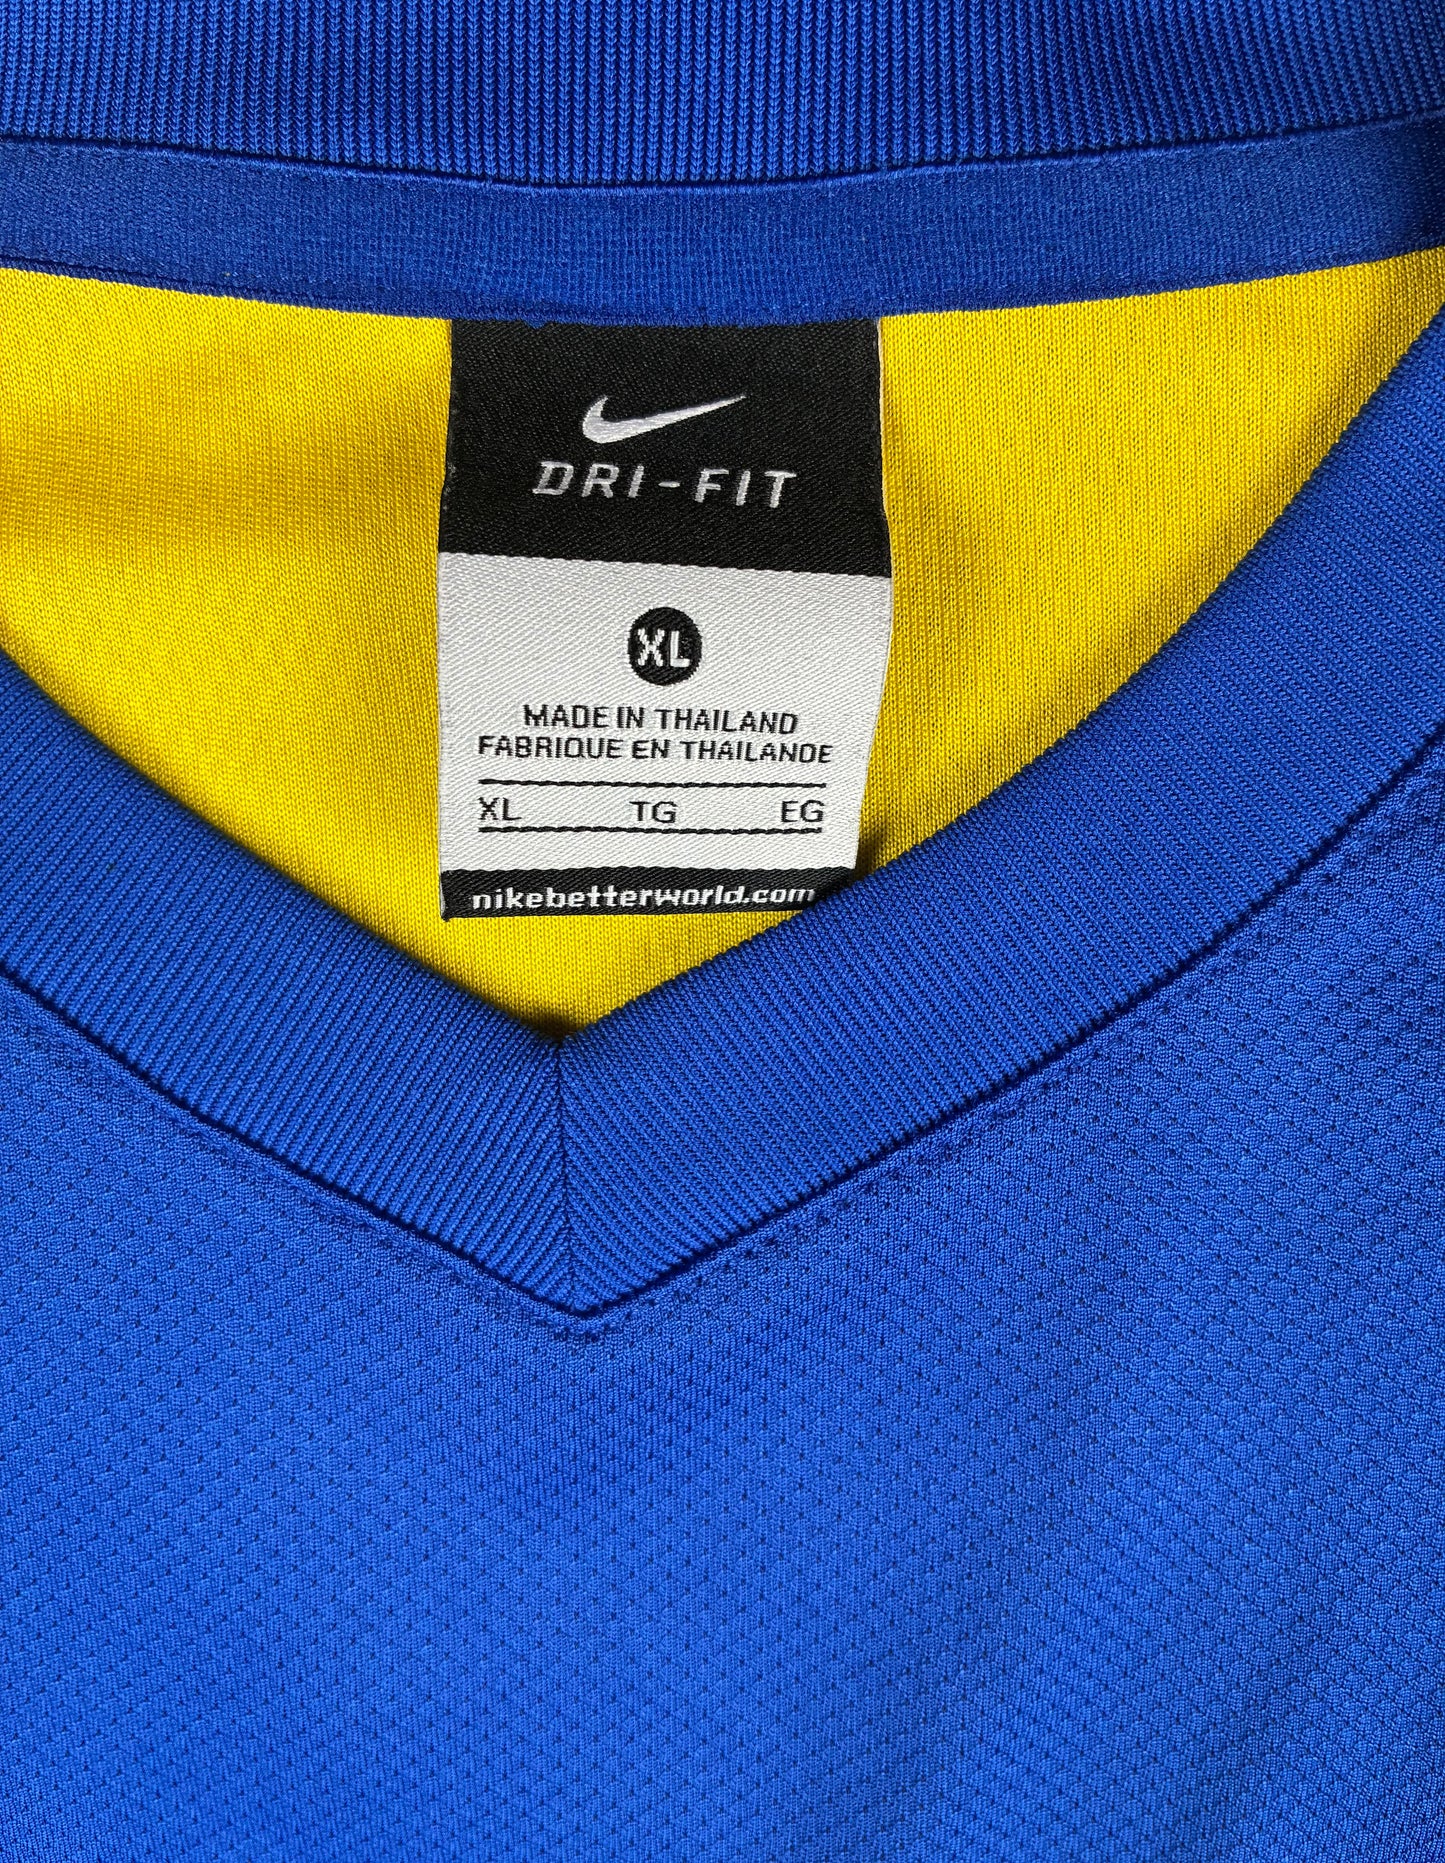 DRI-FIT
XL
MADE IN THAILAND
FABRIQUE EN THAILANDE
XL TG EG
nikebetterworld.com